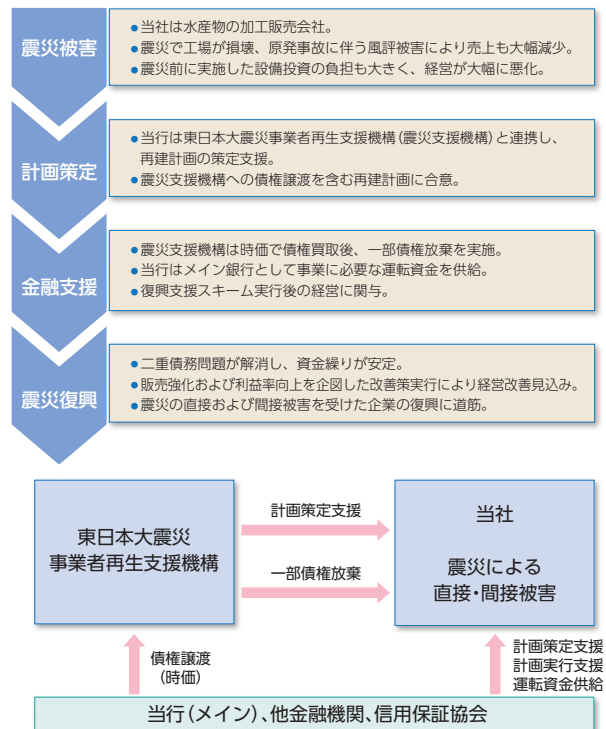 震災被害
●当社は水産物の加工販売会社。
●震災で工場が損壊、原発事故に伴う風評被害により売上も大幅減少。
●震災前に実施した設備投資の負担も大きく、経営が大幅に悪化。
計画策定
●当行は東日本大震災事業者再生支援機構(震災支援機構)と連携し、
再建計画の策定支援。
●震災支援機構への債権譲渡を含む再建計画に合意。
金融支援
●震災支援機構は時価で債権買取後、一部債権放棄を実施。
●当行はメイン銀行として事業に必要な運転資金を供給。
●復興支援スキーム実行後の経営に関与。
震災復興
●二重債務問題が解消し、資金繰りが安定。
●販売強化および利益率向上を企図した改善策実行により経営改善見込み。
●震災の直接および間接被害を受けた企業の復興に道筋。
東日本大震災
事業者再生支援機構
計画策定支援
一部債権放棄
当社
震災による
直接・間接被害
債権譲渡
(時価)
計画策定支援
計画実行支援
運転資金供給
当行(メイン)、他金融機関、信用保証協会